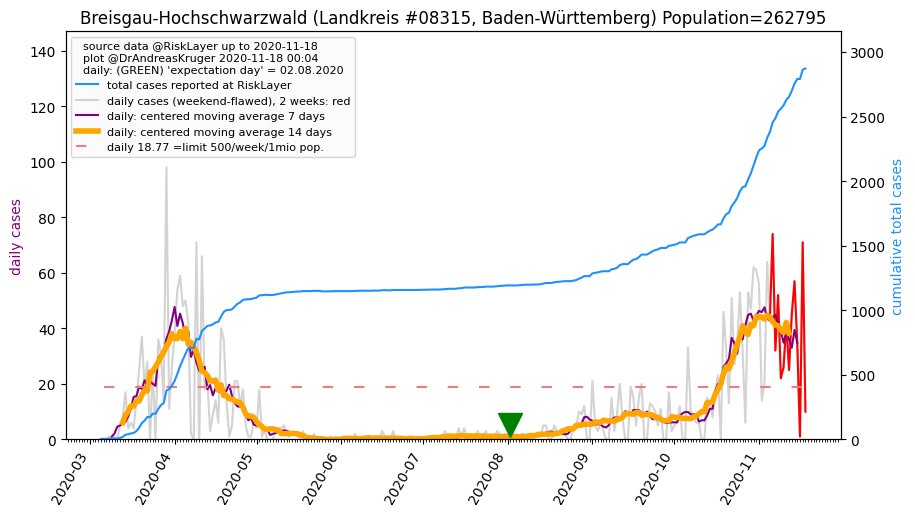 Breisgau-Hochschwarzwald (Landkreis #08315, Baden-Württemberg) Population=262795
source data @RiskLayer up to 2020-11-18
plot @DrAndreasKruger 2020-11-18 00:04
daily: (GREEN) 'expectation day' = 02.08.2020
total cases reported at RiskLayer
daily cases (weekend-flawed), 2 weeks: red
daily: centered moving average 7 days
daily: centered moving average 14 days
daily 18.77 =limit 500/week/1mio pop.
daily cases
140
120
100
80
60
40
20
0
cumulative total cases
3000
2500
2000
1500
1000
500
0
2020-03
2020-04
2020-05
2020-06
2020-07
2020-08
2020-09
2020-10
2020-11